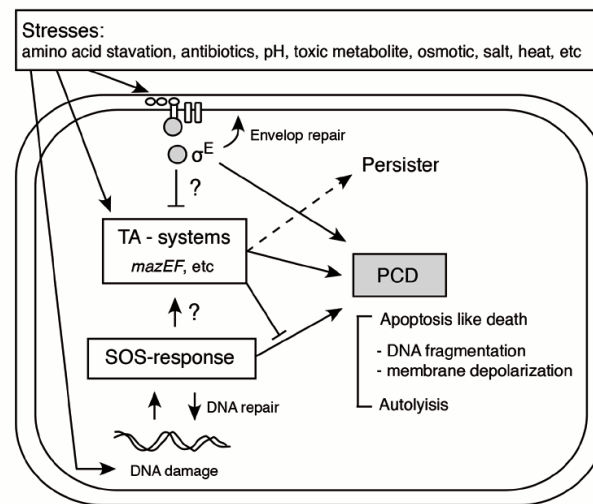 Stresses:
amino acid stavation, antibiotics, pH, toxic metabolite, osmotic, salt, heat, etc
Envelop repair
σE
?
Persister
TA - systems
mazEF, etc
PCD
?
Apoptosis like death
SOS-response
- DNA fragmentation
- membrane depolarization
DNA repair
Autolyisis
DNA damage